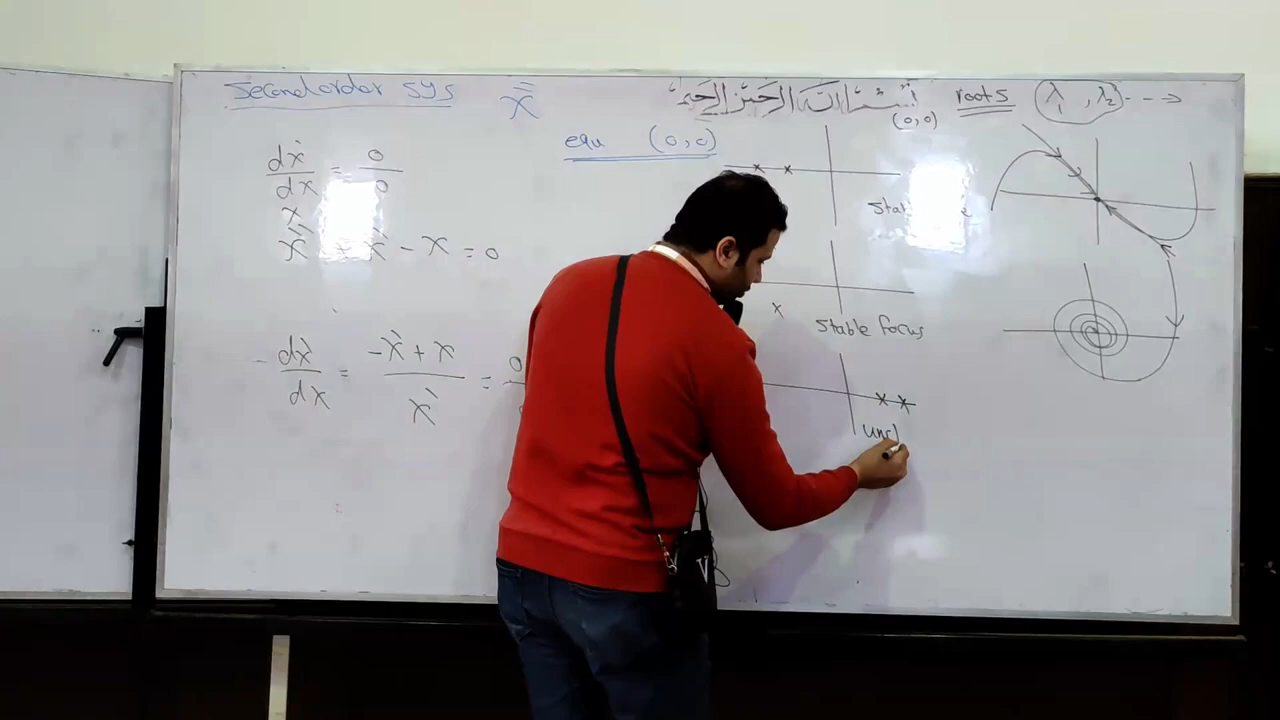 Second order sys
ẍ
بسم الله الرحمن الرحيم
roots
λ₁ , λ₂
(0,0)
equ (0,0)
dẋ/dx = 0/0
x
ẋ - x = 0
dẋ/dx = (-ẋ + x)/ẋ = 0
Stable focus
uns